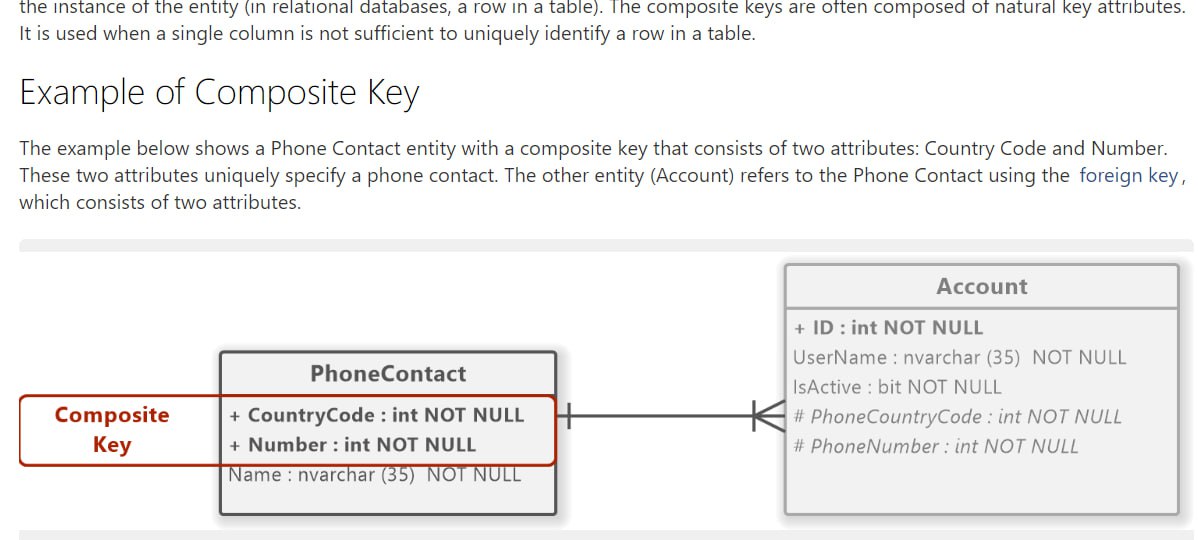 the instance of the entity (in relational databases, a row in a table). The composite keys are often composed of natural key attributes.
It is used when a single column is not sufficient to uniquely identify a row in a table.
Example of Composite Key
The example below shows a Phone Contact entity with a composite key that consists of two attributes: Country Code and Number.
These two attributes uniquely specify a phone contact. The other entity (Account) refers to the Phone Contact using the foreign key,
which consists of two attributes.
Composite
Key
PhoneContact
+ CountryCode : int NOT NULL
+ Number : int NOT NULL
Name : nvarchar (35) NOT NULL
Account
+ ID : int NOT NULL
UserName : nvarchar (35) NOT NULL
IsActive : bit NOT NULL
# PhoneCountryCode : int NOT NULL
# PhoneNumber : int NOT NULL